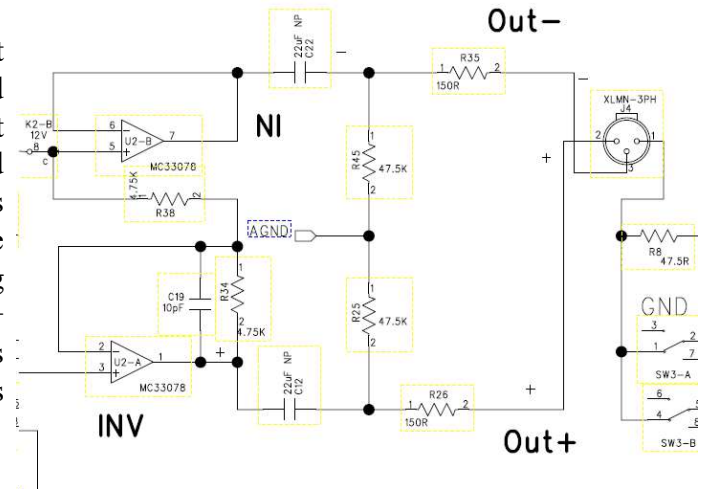 Out-
22uF NP
C22
-
R35
1 2
150R
-
XLMN-3PH
J4
2 1
3
K2-B
12V
8
C
6
5
7
U2-B
MC33078
NI
+
1
R45
47.5K
2
4.75K
1 2
R38
AGND
R8
47.5R
C19
10pF
1
R34
2
4.75K
1
R25
47.5K
2
GND
3
2
1
7
SW3-A
2
3
1
U2-A
MC33078
+
22uF NP
C12
+
R26
1 2
150R
6
4
SW3-B
INV
Out+